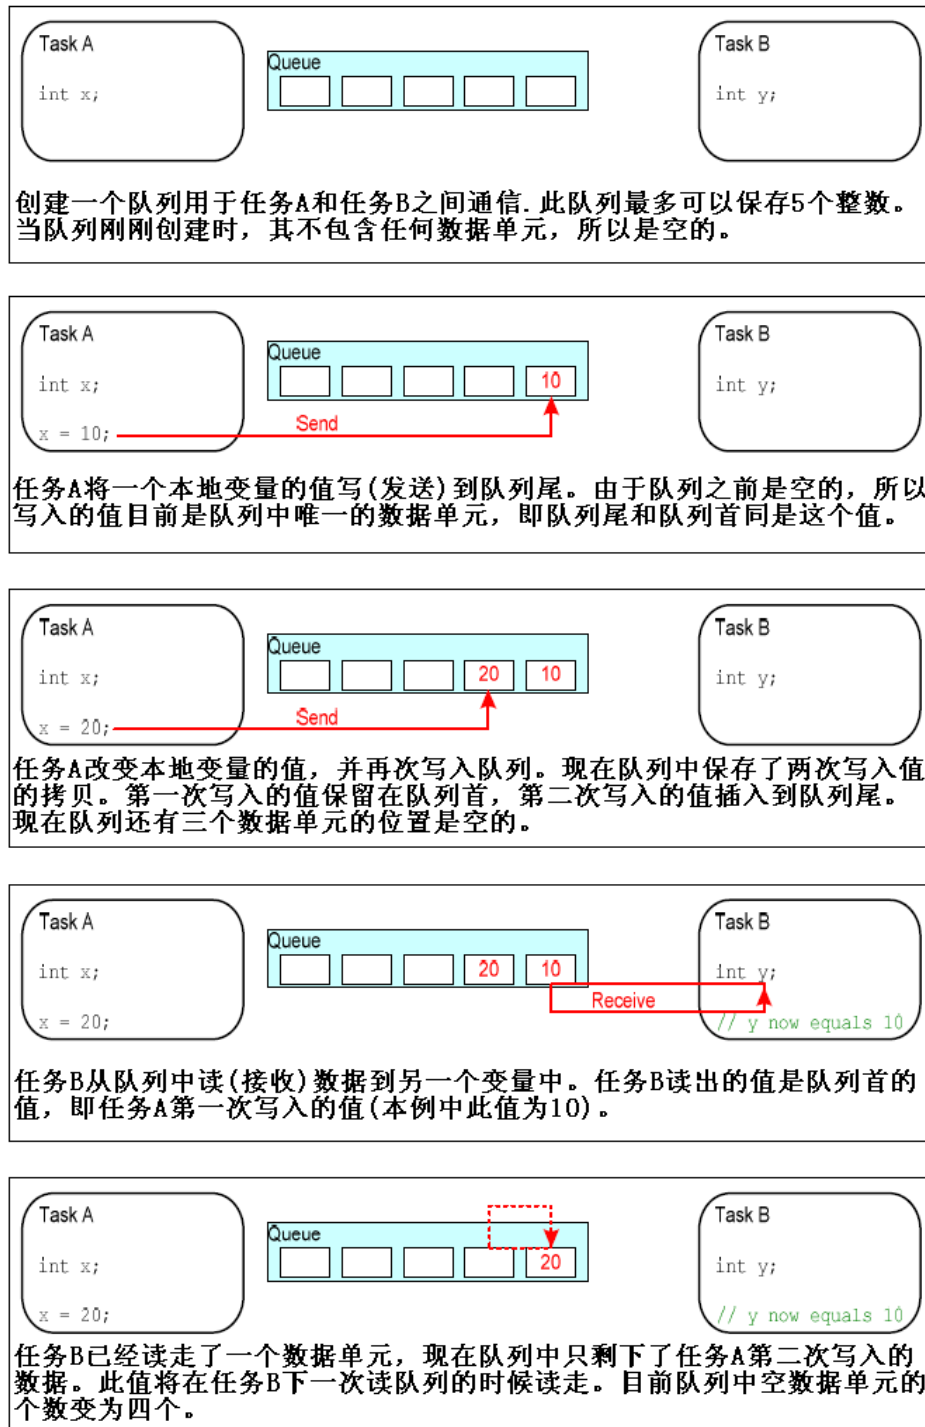 Task A
Queue
Task B
int x;
int y;
创建一个队列用于任务A和任务B之间通信.此队列最多可以保存5个整数。
当队列刚刚创建时，其不包含任何数据单元，所以是空的。
Task A
Queue
Task B
int x;
10
int y;
x = 10;
Send
任务A将一个本地变量的值写(发送)到队列尾。由于队列之前是空的，所以
写入的值目前是队列中唯一的数据单元，即队列尾和队列首同是这个值。
Task A
Queue
Task B
int x;
20
10
int y;
x = 20;
Send
任务A改变本地变量的值，并再次写入队列。现在队列中保存了两次写入值
的拷贝。第一次写入的值保留在队列首，第二次写入的值插入到队列尾。
现在队列还有三个数据单元的位置是空的。
Task A
Queue
Task B
int x;
20
10
int y;
Receive
x = 20;
// y now equals 10
任务B从队列中读(接收)数据到另一个变量中。任务B读出的值是队列首的
值，即任务A第一次写入的值(本例中此值为10)。
Task A
Queue
Task B
int x;
20
int y;
x = 20;
// y now equals 10
任务B已经读走了一个数据单元，现在队列中只剩下了任务A第二次写入的
数据。此值将在任务B下一次读队列的时候读走。目前队列中空数据单元的
个数变为四个。